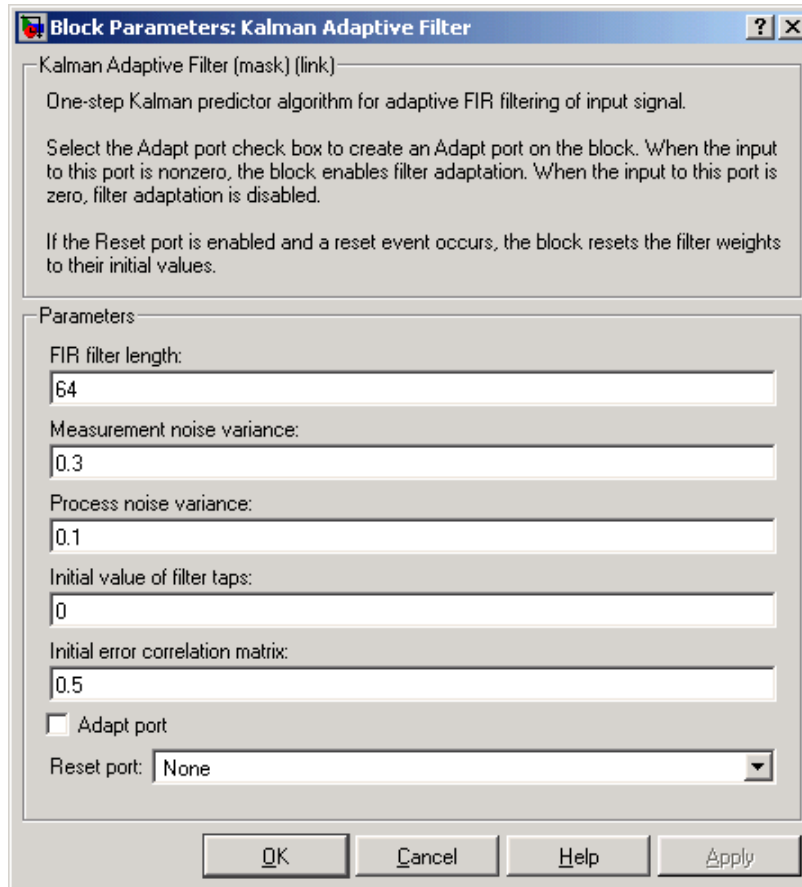 Block Parameters: Kalman Adaptive Filter
Kalman Adaptive Filter (mask) (link)
One-step Kalman predictor algorithm for adaptive FIR filtering of input signal.
Select the Adapt port check box to create an Adapt port on the block. When the input
to this port is nonzero, the block enables filter adaptation. When the input to this port is
zero, filter adaptation is disabled.
If the Reset port is enabled and a reset event occurs, the block resets the filter weights
to their initial values.
Parameters
FIR filter length:
64
Measurement noise variance:
0.3
Process noise variance:
0.1
Initial value of filter taps:
0
Initial error correlation matrix:
0.5
Adapt port
Reset port: None
OK Cancel Help Apply